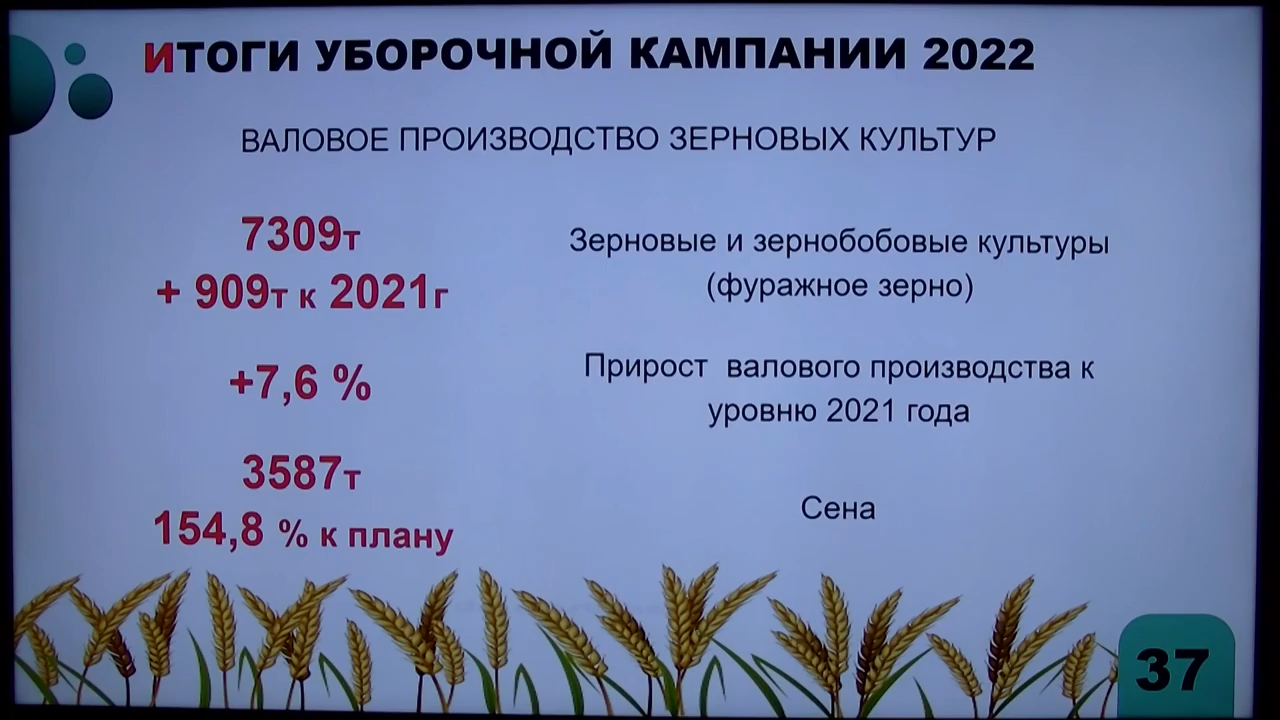 ИТОГИ УБОРОЧНОЙ КАМПАНИИ 2022
ВАЛОВОЕ ПРОИЗВОДСТВО ЗЕРНОВЫХ КУЛЬТУР
7309т
+ 909т к 2021г
Зерновые и зернобобовые культуры
(фуражное зерно)
+7,6 %
Прирост валового производства к
уровню 2021 года
3587т
154,8 % к плану
Сена
37